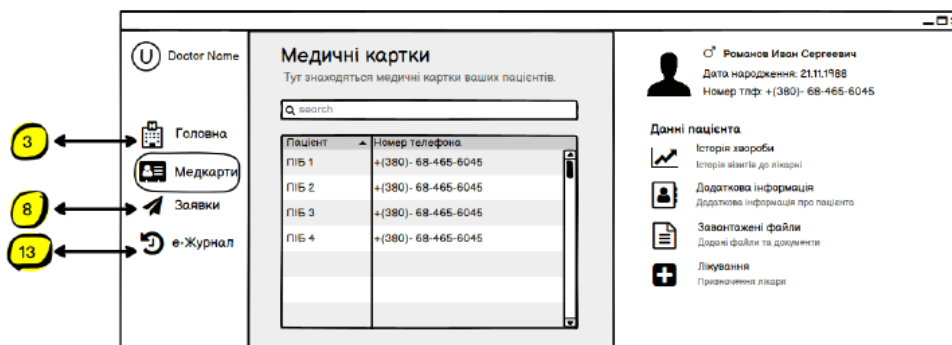 Doctor Name
U
3
Головна
Медкарти
8
Заявки
13
е-Журнал
Медичні картки
Тут знаходяться медичні картки ваших пацієнтів.
search
Пацієнт
Номер телефона
ПІБ 1
+(380)- 68-465-6045
ПІБ 2
+(380)- 68-465-6045
ПІБ 3
+(380)- 68-465-6045
ПІБ 4
+(380)- 68-465-6045
Романов Иван Сергеевич
Дата народження: 21.11.1988
Номер тлф: +(380)- 68-465-6045
Данні пацієнта
Історія хвороби
Історія візитів до лікарні
Додаткова інформація
Додаткова інформація про пацієнта
Завантажені файли
Додані файли та документи
Лікування
Призначення лікаря